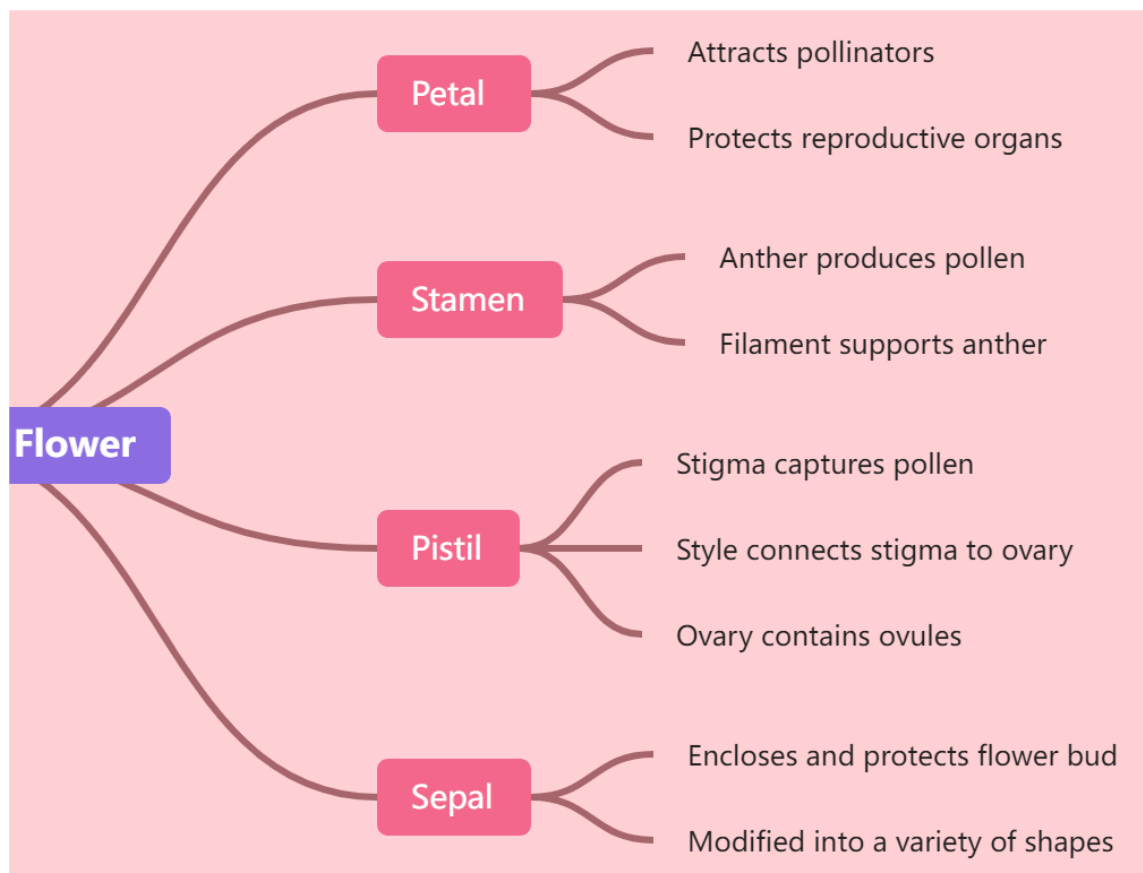 Flower
Petal
Attracts pollinators
Protects reproductive organs
Stamen
Anther produces pollen
Filament supports anther
Pistil
Stigma captures pollen
Style connects stigma to ovary
Ovary contains ovules
Sepal
Encloses and protects flower bud
Modified into a variety of shapes